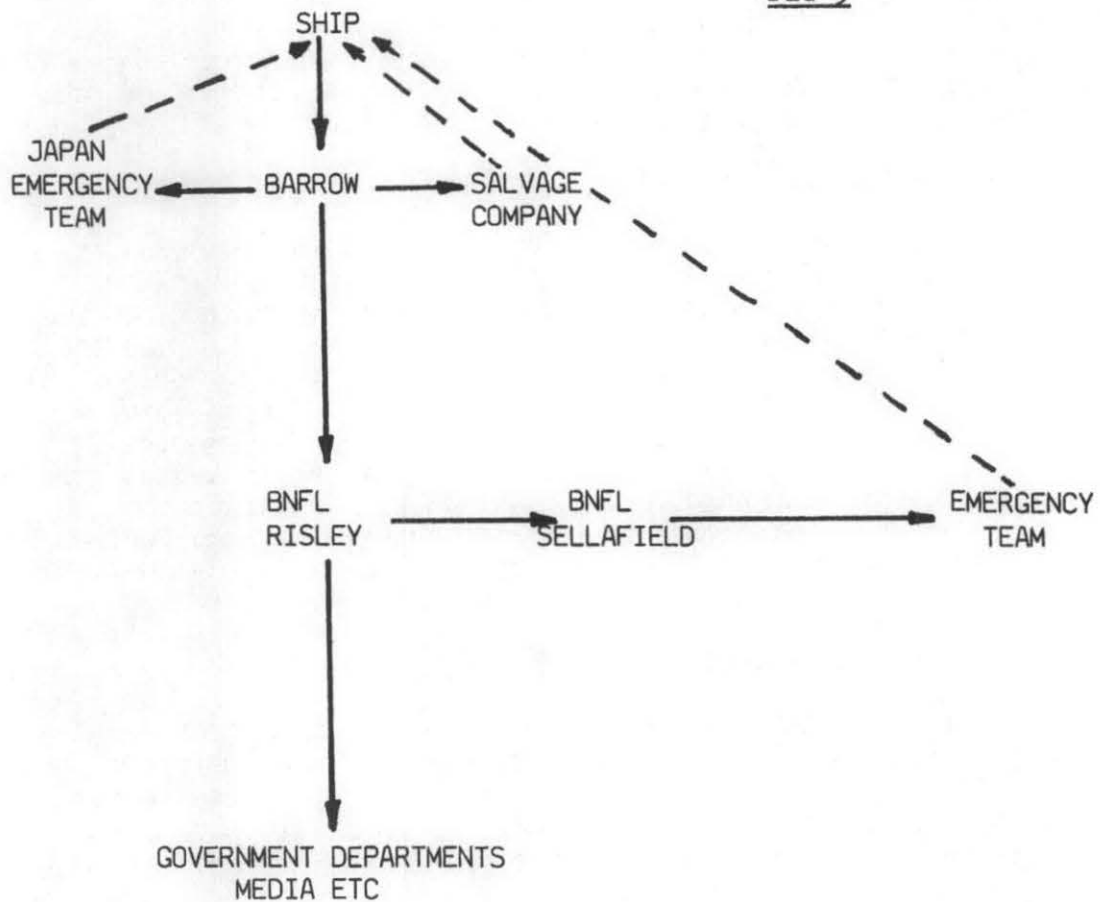 SHIP
JAPAN
EMERGENCY
TEAM
BARROW
SALVAGE
COMPANY
BNFL
RISLEY
BNFL
SELLAFIELD
EMERGENCY
TEAM
GOVERNMENT DEPARTMENTS
MEDIA ETC